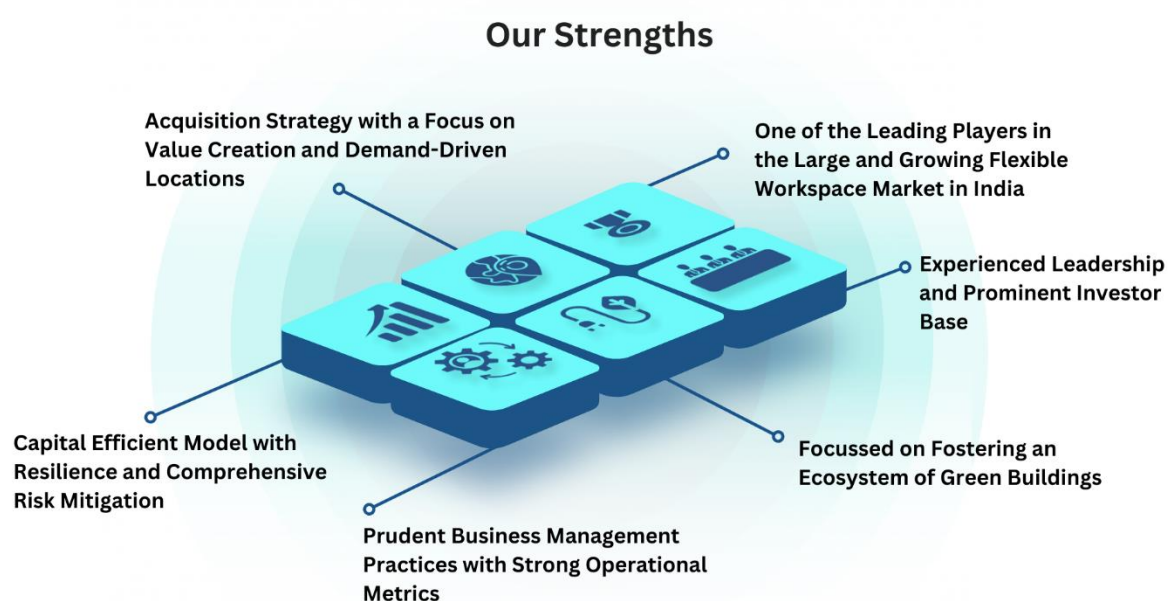 Our Strengths
Acquisition Strategy with a Focus on
Value Creation and Demand-Driven
Locations
One of the Leading Players in
the Large and Growing Flexible
Workspace Market in India
Experienced Leadership
and Prominent Investor
Base
Capital Efficient Model with
Resilience and Comprehensive
Risk Mitigation
Focussed on Fostering an
Ecosystem of Green Buildings
Prudent Business Management
Practices with Strong Operational
Metrics